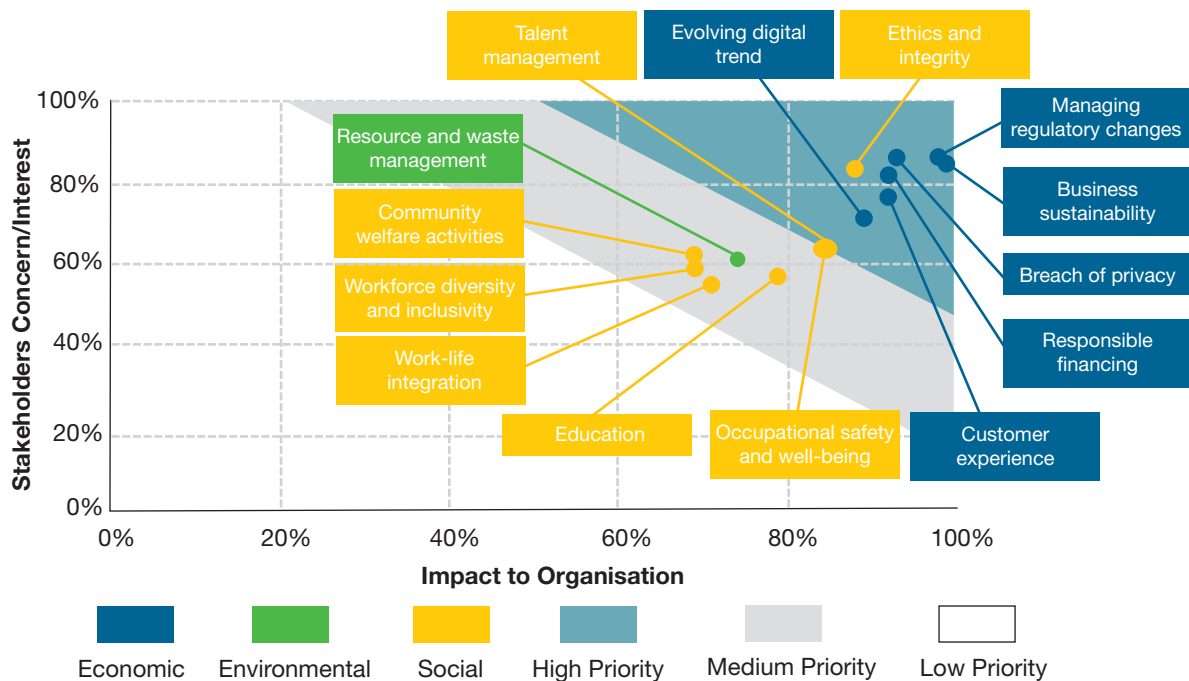 Talent
management
Evolving digital
trend
Ethics and
integrity
100%
80%
60%
40%
20%
0%
Stakeholders Concern/Interest
Resource and waste
management
Community
welfare activities
Workforce diversity
and inclusivity
Work-life
integration
Education
Occupational safety
and well-being
Managing
regulatory changes
Business
sustainability
Breach of privacy
Responsible
financing
Customer
experience
0%
20%
40%
60%
80%
100%
Impact to Organisation
Economic
Environmental
Social
High Priority
Medium Priority
Low Priority